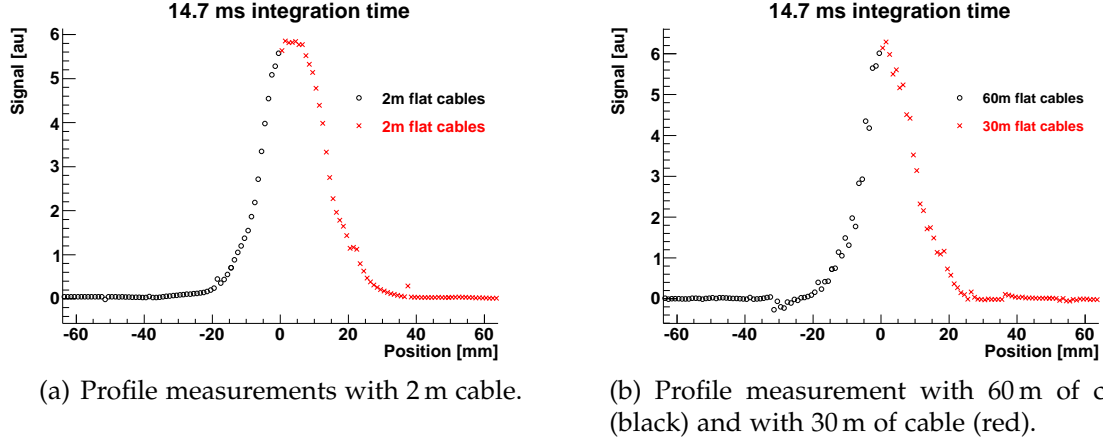 14.7 ms integration time
Signal [au]
6
5
4
3
2
1
0
2m flat cables
2m flat cables
-60 -40 -20 0 20 40 60
Position [mm]
(a) Profile measurements with 2 m cable.
14.7 ms integration time
Signal [au]
6
5
4
3
2
1
0
60m flat cables
30m flat cables
-60 -40 -20 0 20 40 60
Position [mm]
(b) Profile measurement with 60 m of c
(black) and with 30 m of cable (red).